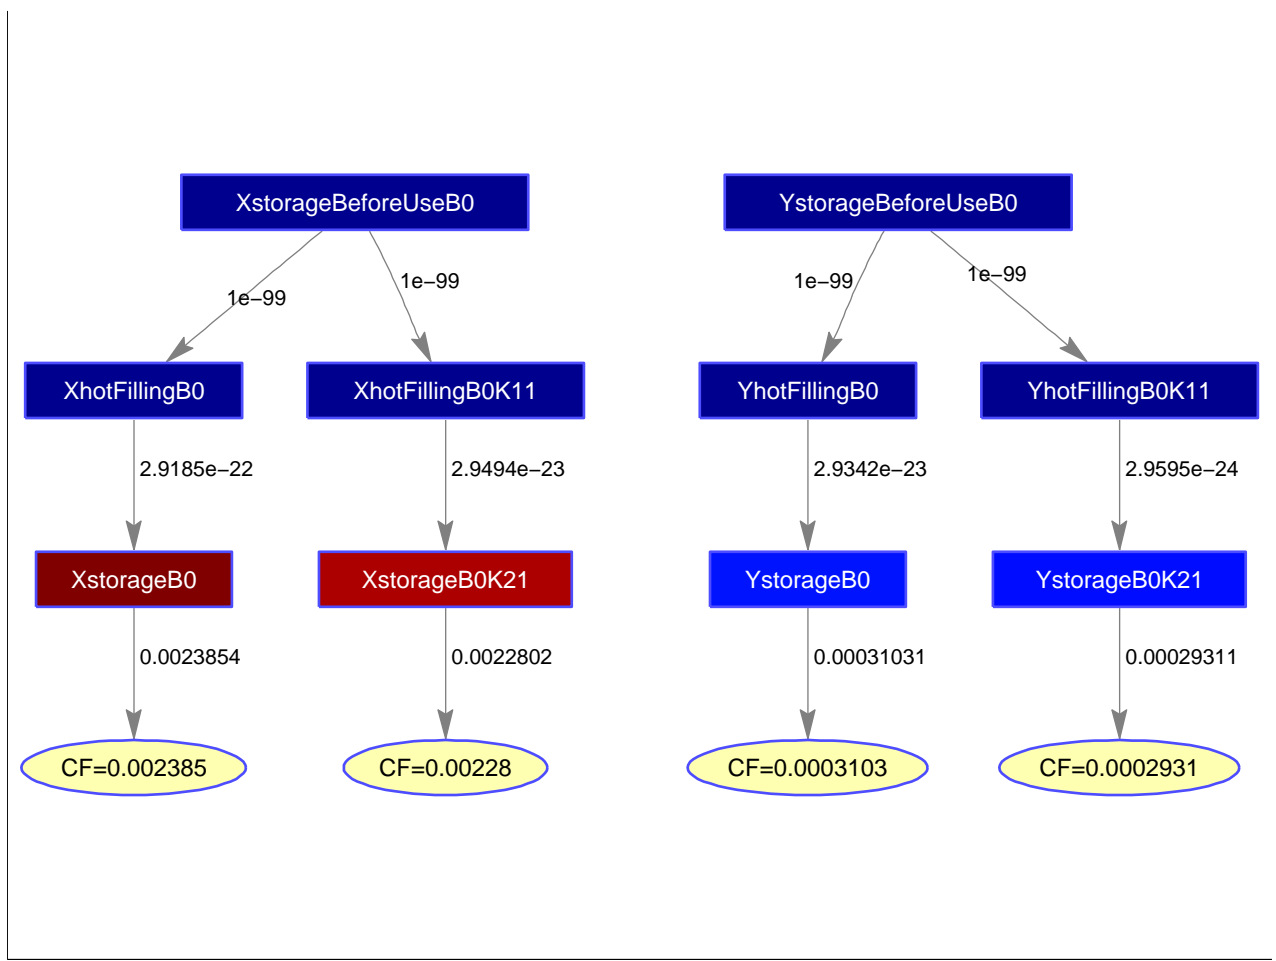 XstorageBeforeUseB0
YstorageBeforeUseB0
1e−99
1e−99
1e−99
1e−99
XhotFillingB0
XhotFillingB0K11
YhotFillingB0
YhotFillingB0K11
2.9185e−22
2.9494e−23
2.9342e−23
2.9595e−24
XstorageB0
XstorageB0K21
YstorageB0
YstorageB0K21
0.0023854
0.0022802
0.00031031
0.00029311
CF=0.002385
CF=0.00228
CF=0.0003103
CF=0.0002931